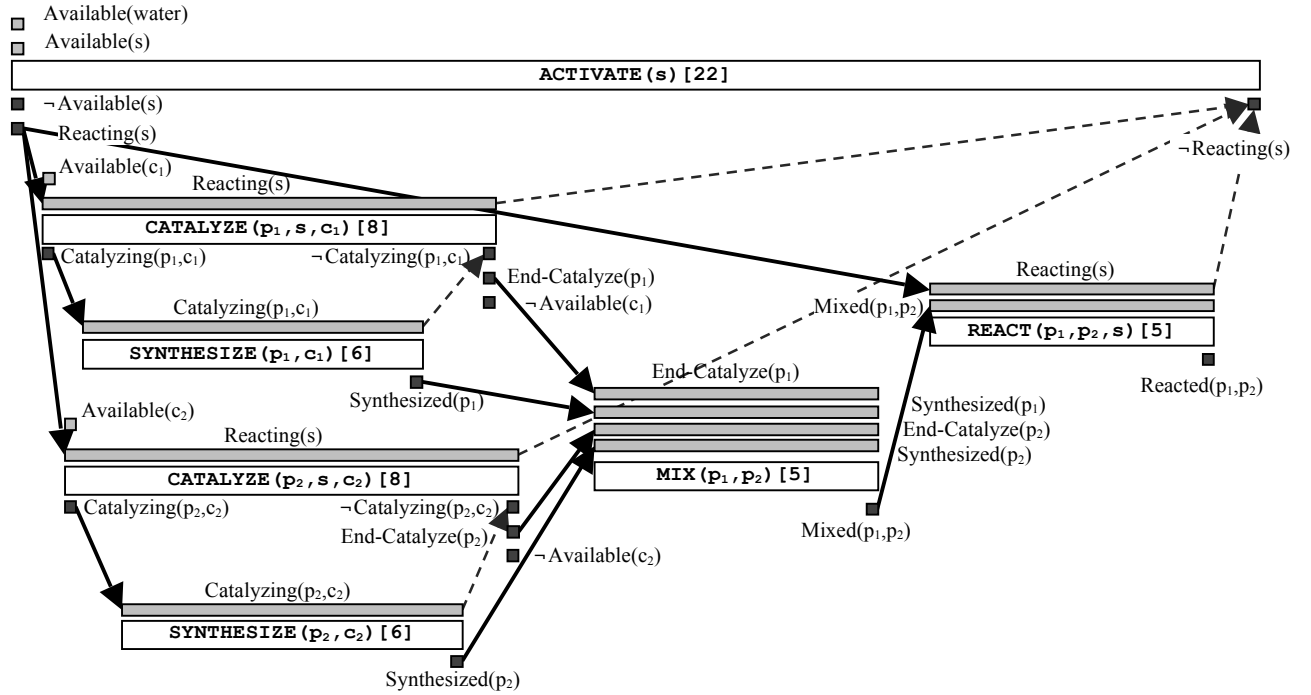 Available(water)
Available(s)
ACTIVATE(s)[22]
¬Available(s)
Reacting(s)
¬Reacting(s)
Available(c₁)
Reacting(s)
CATALYZE(p₁,s,c₁)[8]
Catalyzing(p₁,c₁)
¬Catalyzing(p₁,c₁)
End-Catalyze(p₁)
¬Available(c₁)
Reacting(s)
Mixed(p₁,p₂)
REACT(p₁,p₂,s)[5]
Reacted(p₁,p₂)
Catalyzing(p₁,c₁)
SYNTHESIZE(p₁,c₁)[6]
Synthesized(p₁)
End-Catalyze(p₁)
Synthesized(p₁)
End-Catalyze(p₂)
Synthesized(p₂)
MIX(p₁,p₂)[5]
Mixed(p₁,p₂)
Available(c₂)
Reacting(s)
CATALYZE(p₂,s,c₂)[8]
Catalyzing(p₂,c₂)
¬Catalyzing(p₂,c₂)
End-Catalyze(p₂)
¬Available(c₂)
Catalyzing(p₂,c₂)
SYNTHESIZE(p₂,c₂)[6]
Synthesized(p₂)